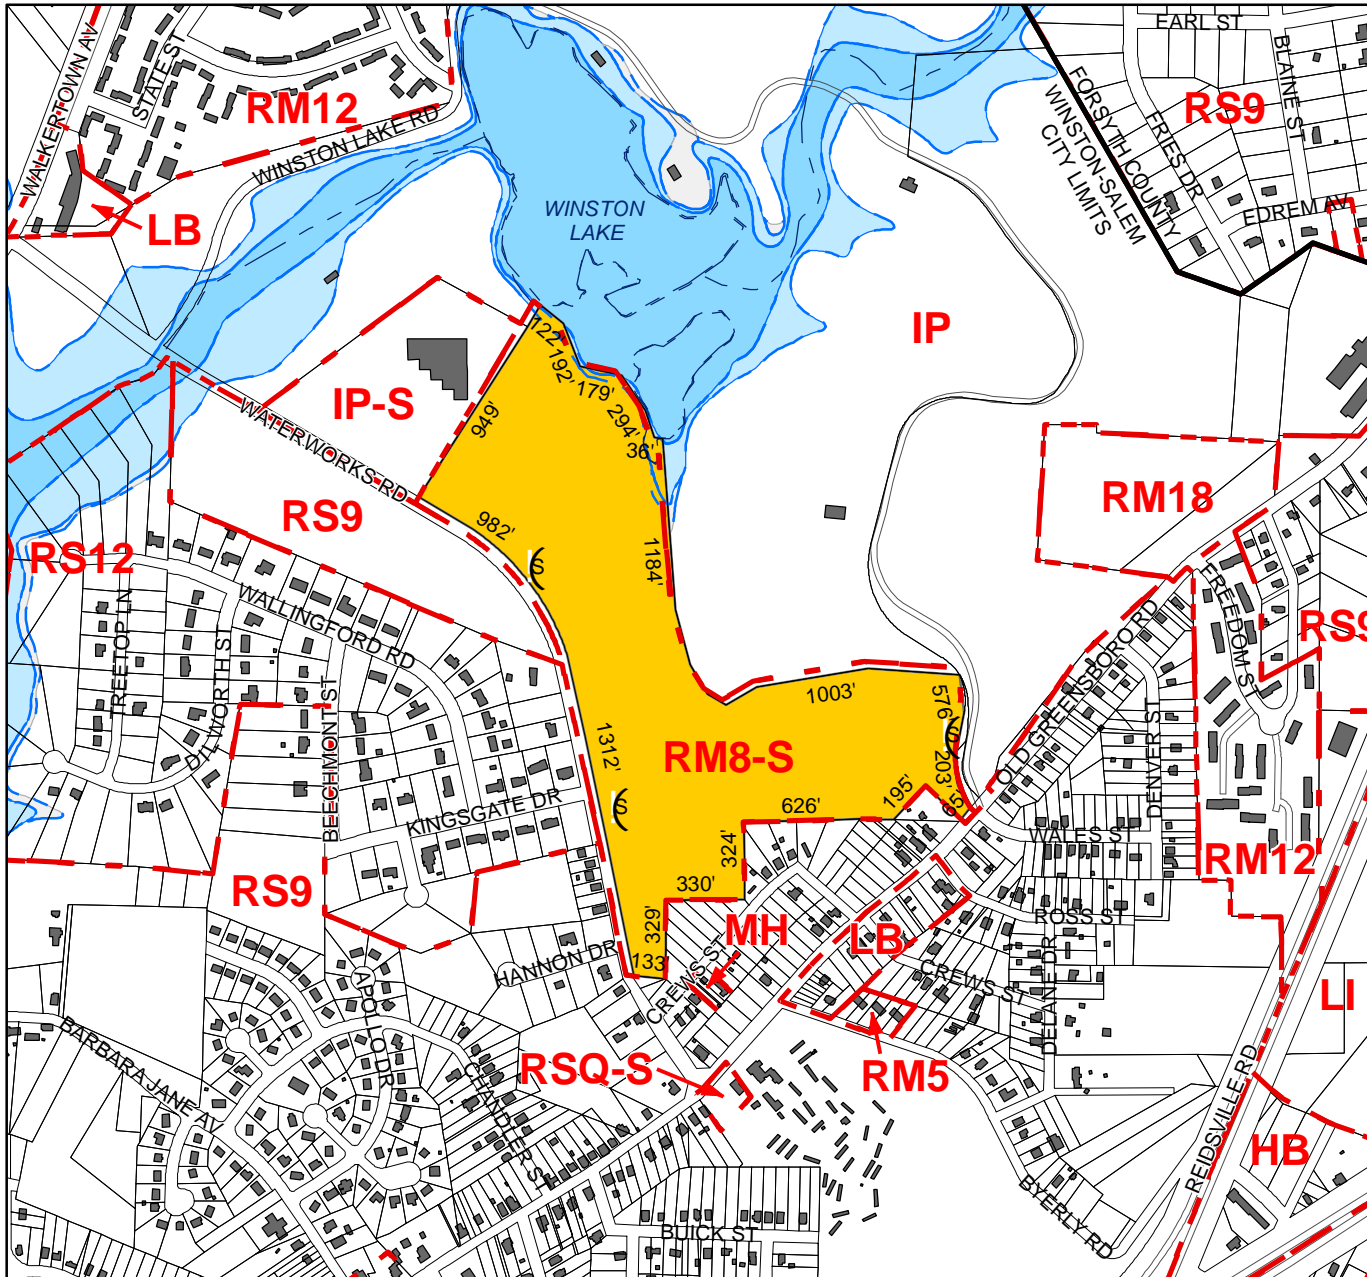 EARL ST
BLAINE ST
WALKERTOWN AV
STATE ST
RM12
FORSYTH COUNTY
WINSTON-SALEM
CITY LIMITS
FRIES DR
RS9
WINSTON LAKE RD
EDREM AV
LB
WINSTON
LAKE
IP
122'
192'
179'
294'
36'
IP-S
949'
WATERWORKS RD
RM18
RS9
982'
S
1184'
RS12
TREETOP LN
DILWORTH ST
WALLINGFORD RD
BEECHMONT ST
FREEDOM ST
RS9
OLD GREENSBORO RD
DENVER ST
1003'
576'
S
203'
65'
1312'
RM8-S
S
195'
626'
KINGSGATE DR
324'
WALES ST
RM12
330'
RS9
329'
133'
MH
LB
ROSS ST
HANNON DR
CREWS ST
CREWS ST
DELANE DR
LI
BARBARA JANE AV
APOLLO DR
CHANDLER ST
RSQ-S
RM5
REIDSVILLE RD
HB
BYERLY RD
BUICK ST